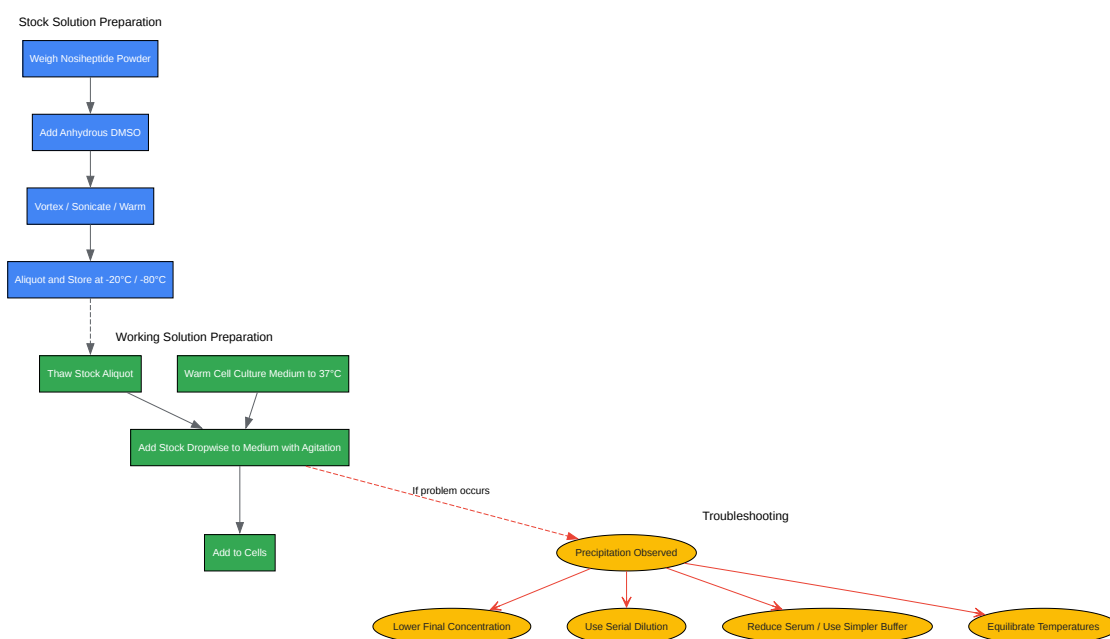 Stock Solution Preparation
Weigh Nosiheptide Powder
Add Anhydrous DMSO
Vortex / Sonicate / Warm
Aliquot and Store at -20°C / -80°C
Working Solution Preparation
Thaw Stock Aliquot
Warm Cell Culture Medium to 37°C
Add Stock Dropwise to Medium with Agitation
If problem occurs
Troubleshooting
Add to Cells
Precipitation Observed
Lower Final Concentration
Use Serial Dilution
Reduce Serum / Use Simpler Buffer
Equilibrate Temperatures